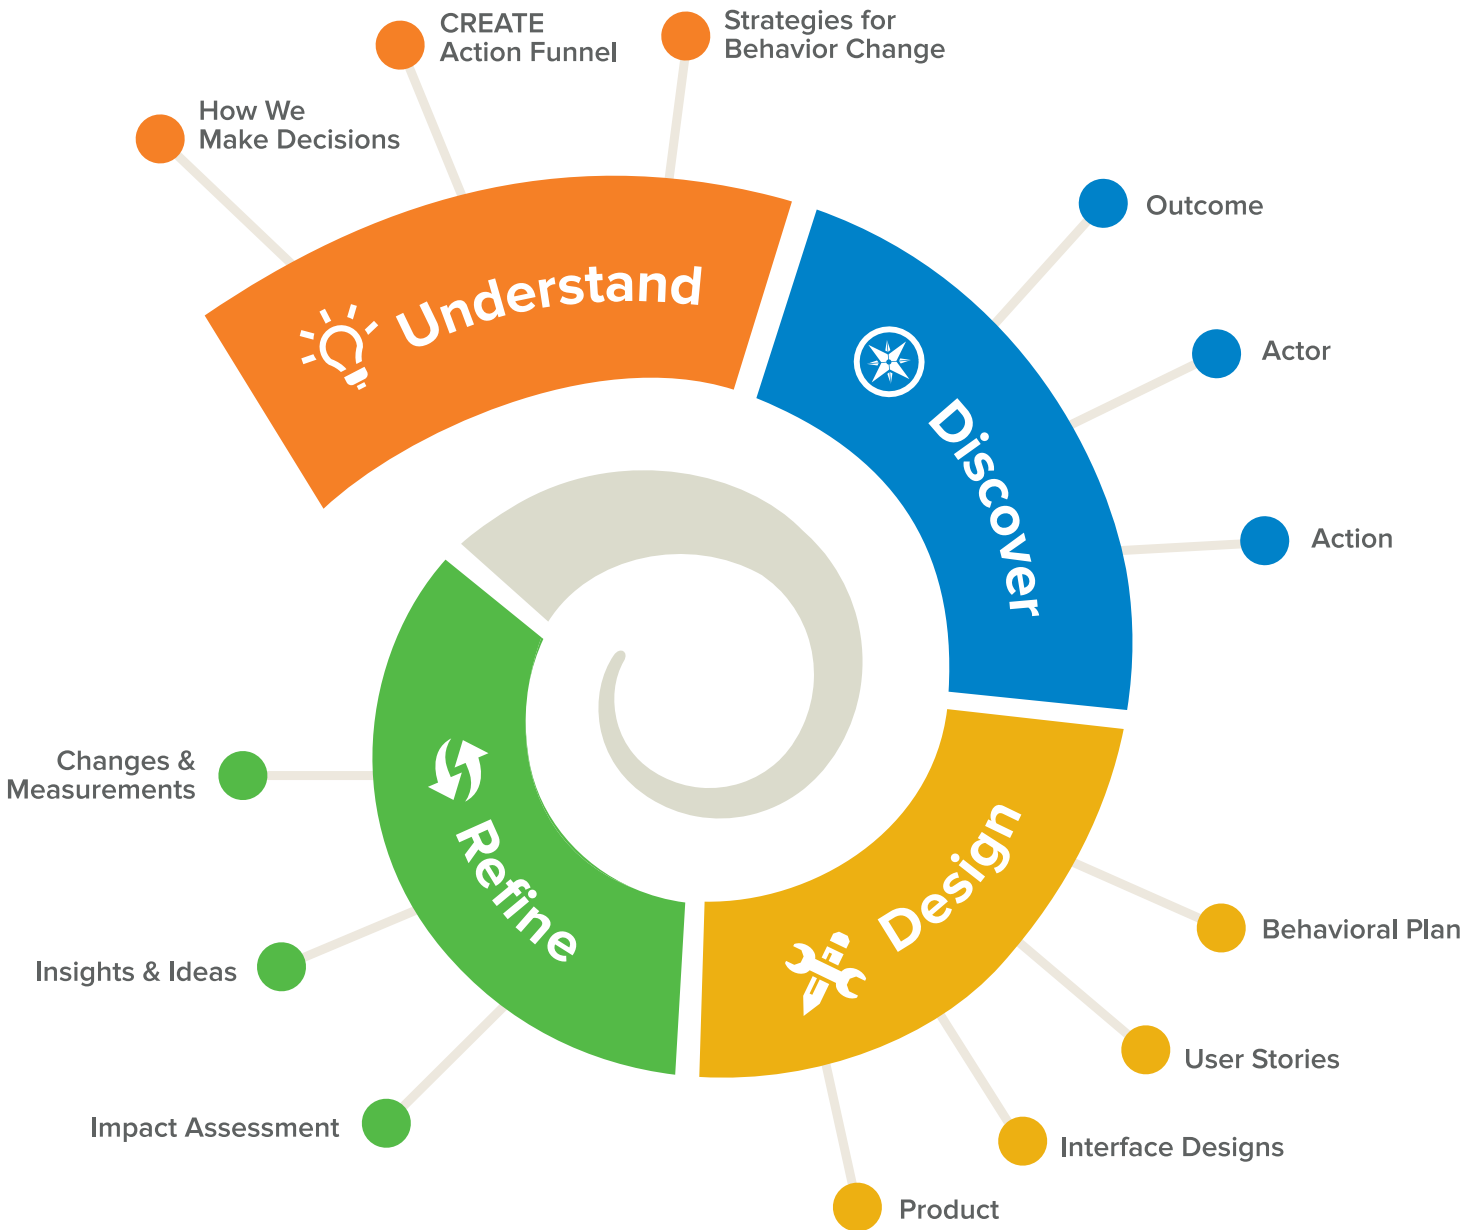 CREATE
Action Funnel
Strategies for
Behavior Change
How We
Make Decisions
Understand
Outcome
Actor
Action
Discover
Design
Behavioral Plan
User Stories
Interface Designs
Product
Refine
Changes &
Measurements
Insights & Ideas
Impact Assessment